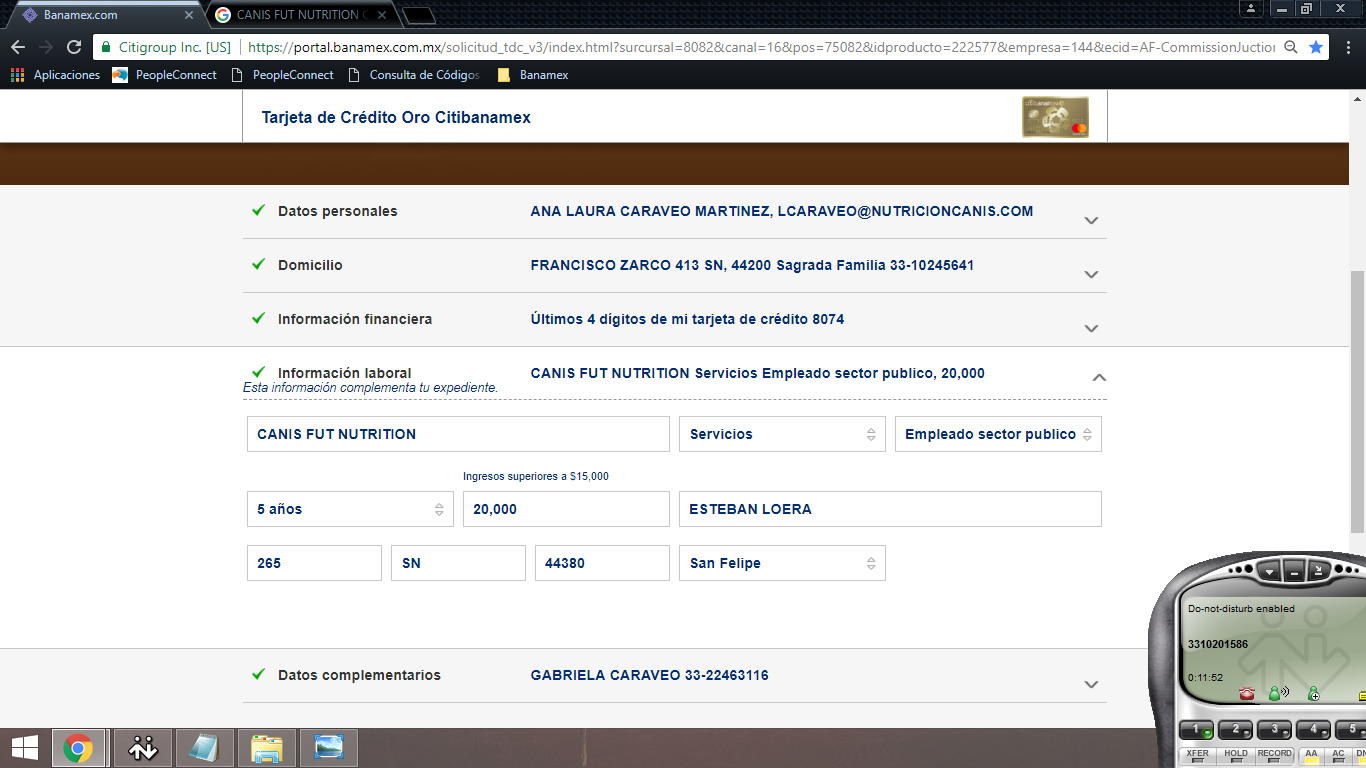 Banamex.com
CANIS FUT NUTRITION
Citigroup Inc. [US] https://portal.banamex.com.mx/solicitud_tdc_v3/index.html?surcursal=8082&canal=16&pos=75082&idproducto=222577&empresa=144&ecid=AF-CommissionJuctior
Aplicaciones PeopleConnect PeopleConnect Consulta de Códigos Banamex
Tarjeta de Crédito Oro Citibanamex
Datos personales ANA LAURA CARAVEO MARTINEZ, LCARAVEO@NUTRICIONCANIS.COM
Domicilio FRANCISCO ZARCO 413 SN, 44200 Sagrada Familia 33-10245641
Información financiera Últimos 4 dígitos de mi tarjeta de crédito 8074
Información laboral CANIS FUT NUTRITION Servicios Empleado sector publico, 20,000
Esta información complementa tu expediente.
CANIS FUT NUTRITION Servicios Empleado sector publico
Ingresos superiores a $15,000
5 años 20,000 ESTEBAN LOERA
265 SN 44380 San Felipe
Do-not-disturb enabled
3310201586
0:11:52
Datos complementarios GABRIELA CARAVEO 33-22463116
1 2 3 4 5
XFER HOLD RECORD AA AC